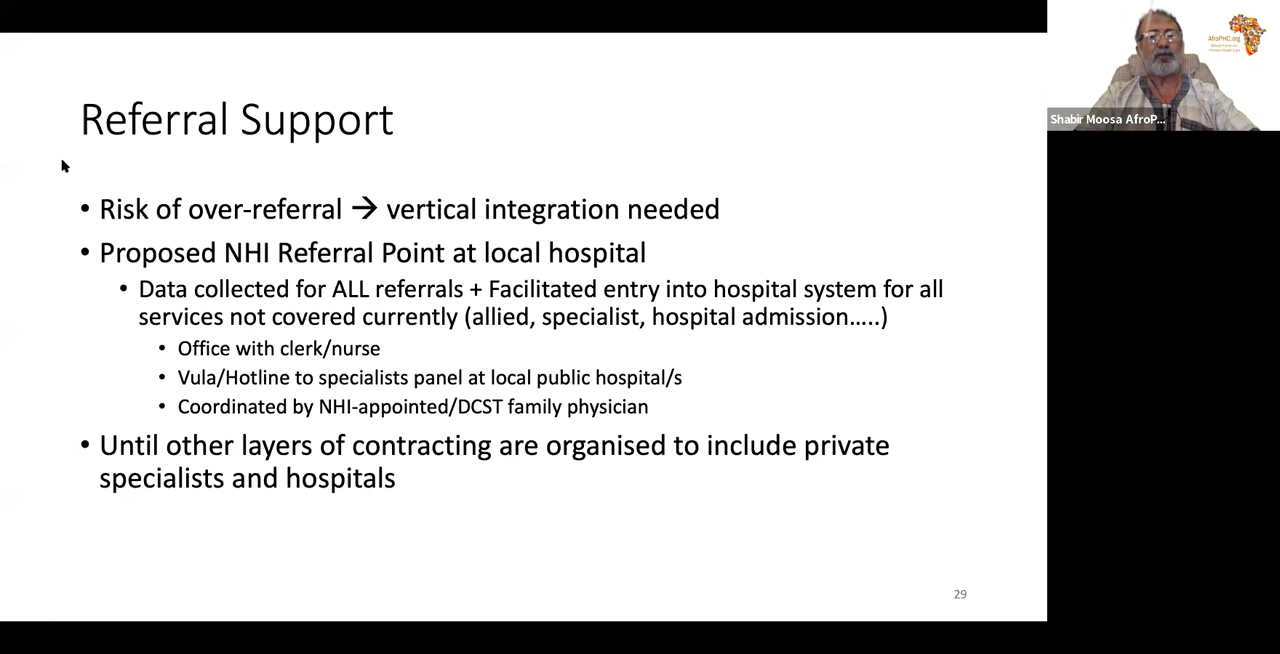 Referral Support
• Risk of over-referral → vertical integration needed
• Proposed NHI Referral Point at local hospital
• Data collected for ALL referrals + Facilitated entry into hospital system for all
services not covered currently (allied, specialist, hospital admission…..)
• Office with clerk/nurse
• Vula/Hotline to specialists panel at local public hospital/s
• Coordinated by NHI-appointed/DCST family physician
• Until other layers of contracting are organised to include private
specialists and hospitals
29
AfroPHC.org
Shabir Moosa AfroP...